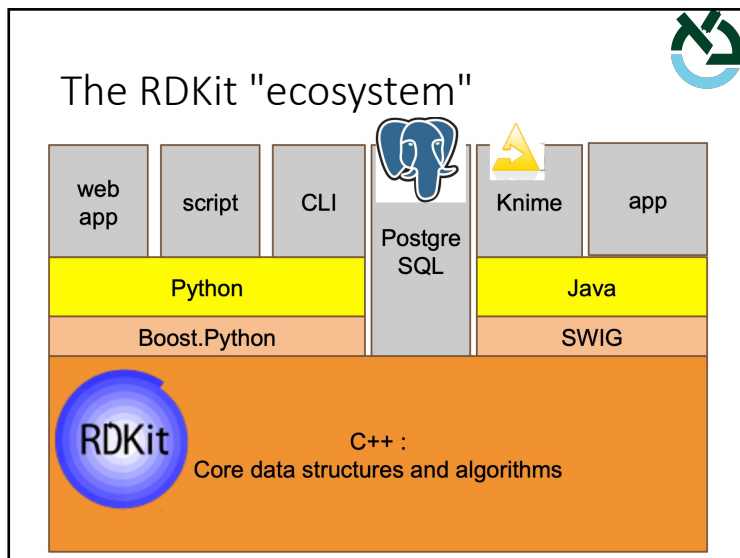 The RDKit "ecosystem"
web
app
script
CLI
Postgre
SQL
Knime
app
Python
Java
Boost.Python
SWIG
RDKit
C++ :
Core data structures and algorithms